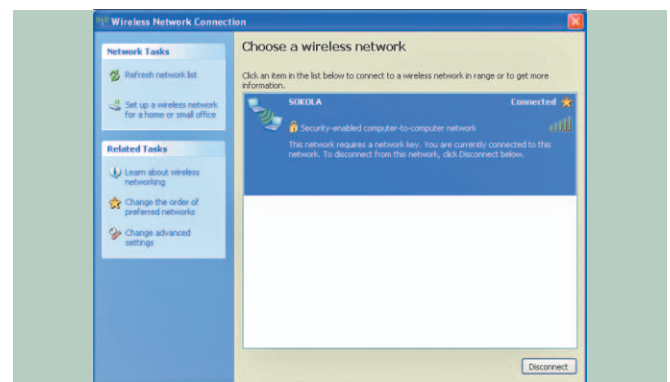 Wireless Network Connection
Network Tasks
Refresh network list
Set up a wireless network
for a home or small office
Related Tasks
Learn about wireless
networking
Change the order of
preferred networks
Change advanced
settings
Choose a wireless network
Click an item in the list below to connect to a wireless network in range or to get more
information.
SOKOLA Connected
Security-enabled computer-to-computer network
This network requires a network key. You are currently connected to this
network. To disconnect from this network, click Disconnect below.
Disconnect